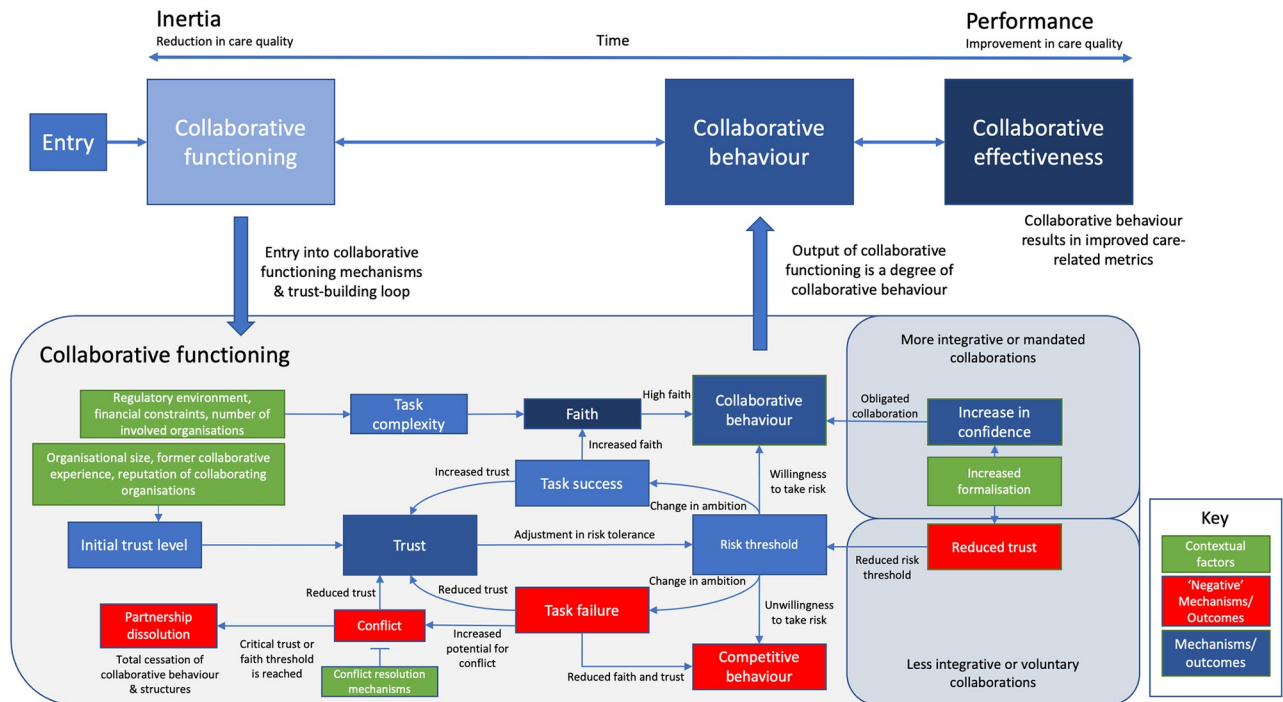 Inertia
Reduction in care quality
Time
Performance
Improvement in care quality
Entry
Collaborative
functioning
Collaborative
behaviour
Collaborative
effectiveness
Entry into collaborative
functioning mechanisms
& trust-building loop
Output of collaborative
functioning is a degree of
collaborative behaviour
Collaborative behaviour
results in improved care-
related metrics
Collaborative functioning
More integrative or mandated
collaborations
Regulatory environment,
financial constraints, number of
involved organisations
Task
complexity
Faith
High faith
Collaborative
behaviour
Obligated
collaboration
Increase in
confidence
Increased faith
Organisational size, former collaborative
experience, reputation of collaborating
organisations
Increased trust
Task success
Willingness
to take risk
Increased
formalisation
Change in ambition
Initial trust level
Trust
Adjustment in risk tolerance
Risk threshold
Reduced trust
Reduced risk
threshold
Change in ambition
Reduced trust
Reduced trust
Task failure
Unwillingness
to take risk
Partnership
dissolution
Conflict
Critical trust or
faith threshold
is reached
Increased
potential for
conflict
Total cessation of
collaborative behaviour
& structures
Conflict resolution
mechanisms
Reduced faith and trust
Competitive
behaviour
Less integrative or voluntary
collaborations
Key
Contextual
factors
‘Negative’
Mechanisms/
Outcomes
Mechanisms/
outcomes